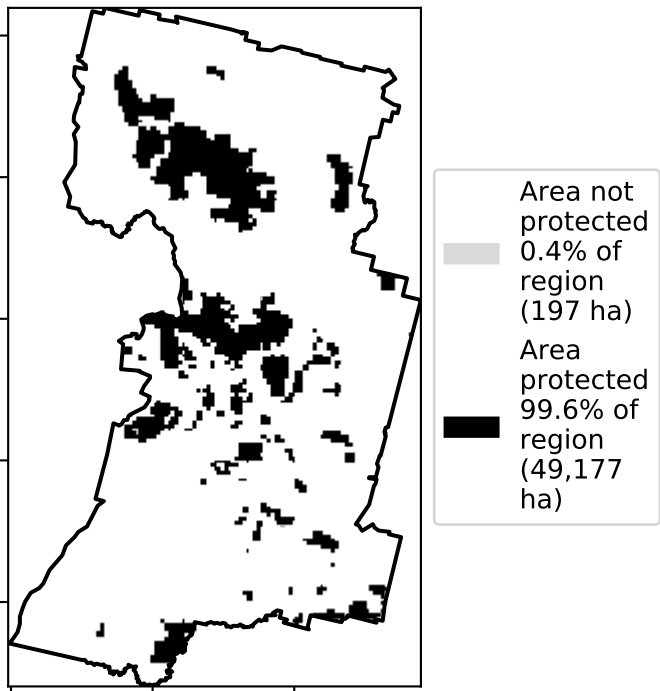 Area not
protected
0.4% of
region
(197 ha)
Area
protected
99.6% of
region
(49,177
ha)